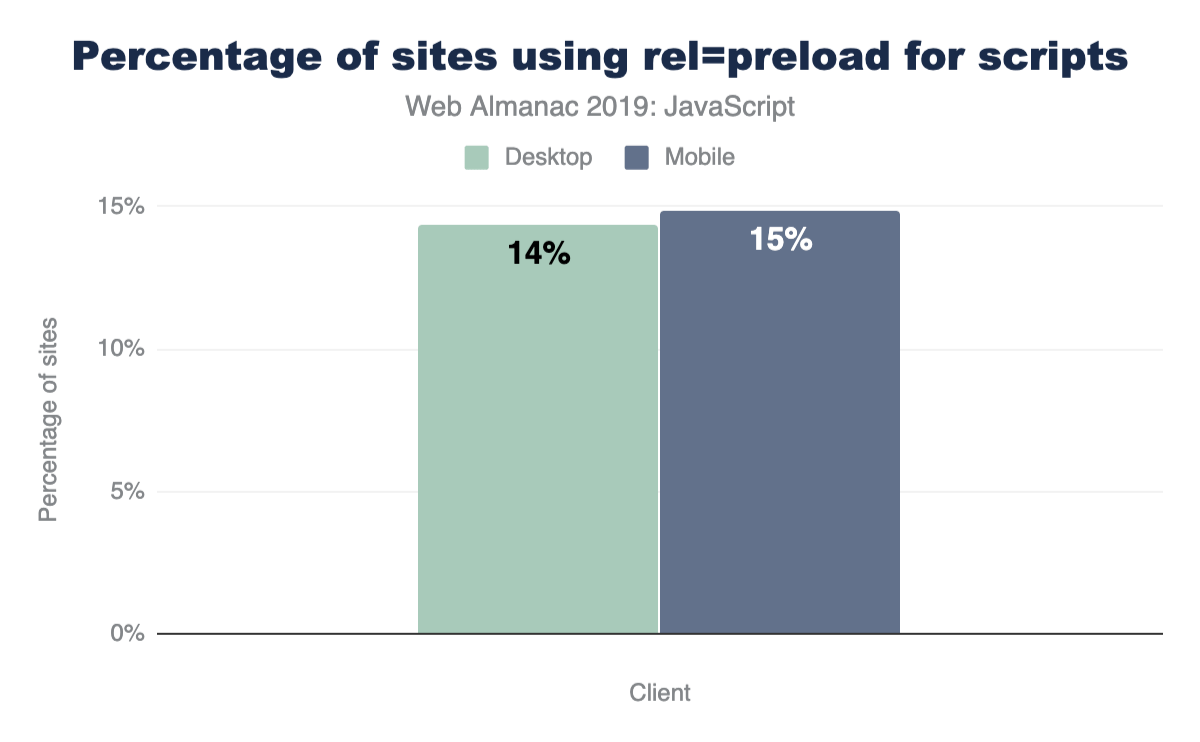 Percentage of sites using rel=preload for scripts
Web Almanac 2019: JavaScript
Desktop Mobile
15%
10%
5%
0%
Percentage of sites
14%
15%
Client